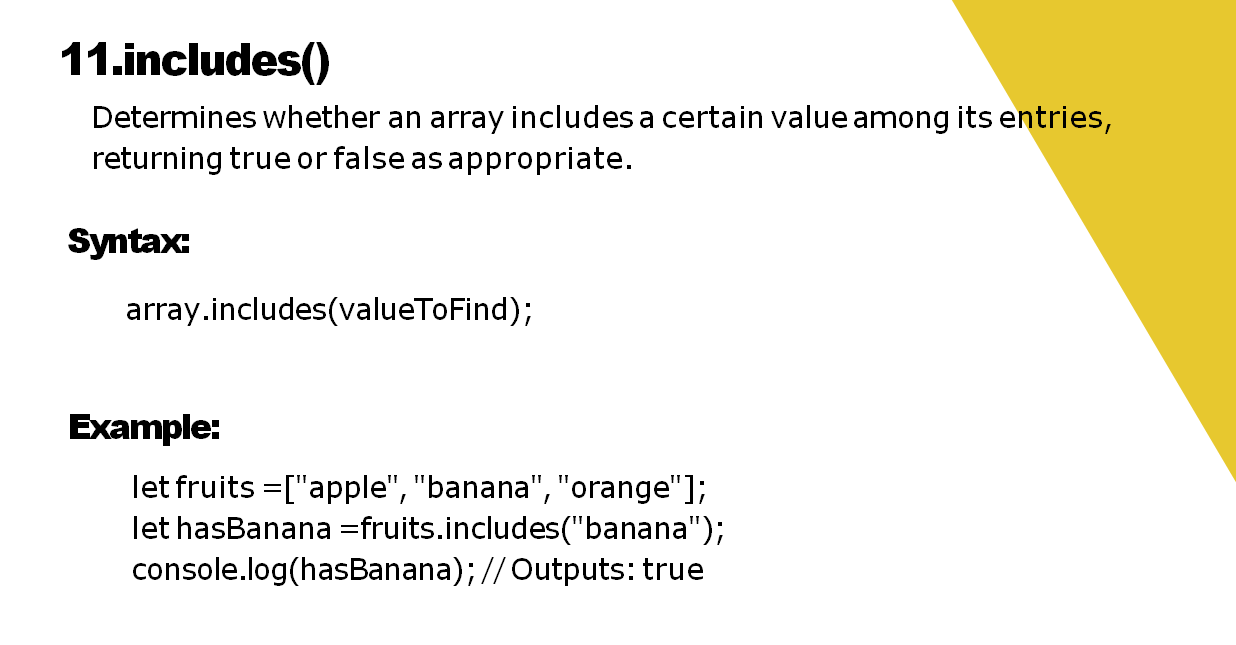 11.includes()
Determines whether an array includes a certain value among its entries,
returning true or false as appropriate.
Syntax:
array.includes(valueToFind);
Example:
let fruits =["apple", "banana", "orange"];
let hasBanana =fruits.includes("banana");
console.log(hasBanana); // Outputs: true